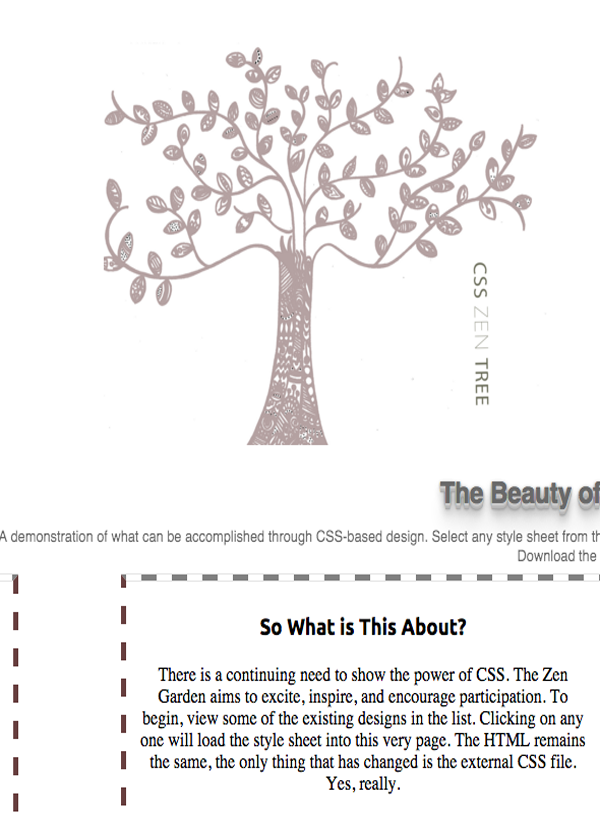 CSS ZEN TREE
The Beauty of
A demonstration of what can be accomplished through CSS-based design. Select any style sheet from th
Download the
So What is This About?
There is a continuing need to show the power of CSS. The Zen
Garden aims to excite, inspire, and encourage participation. To
begin, view some of the existing designs in the list. Clicking on any
one will load the style sheet into this very page. The HTML remains
the same, the only thing that has changed is the external CSS file.
Yes, really.